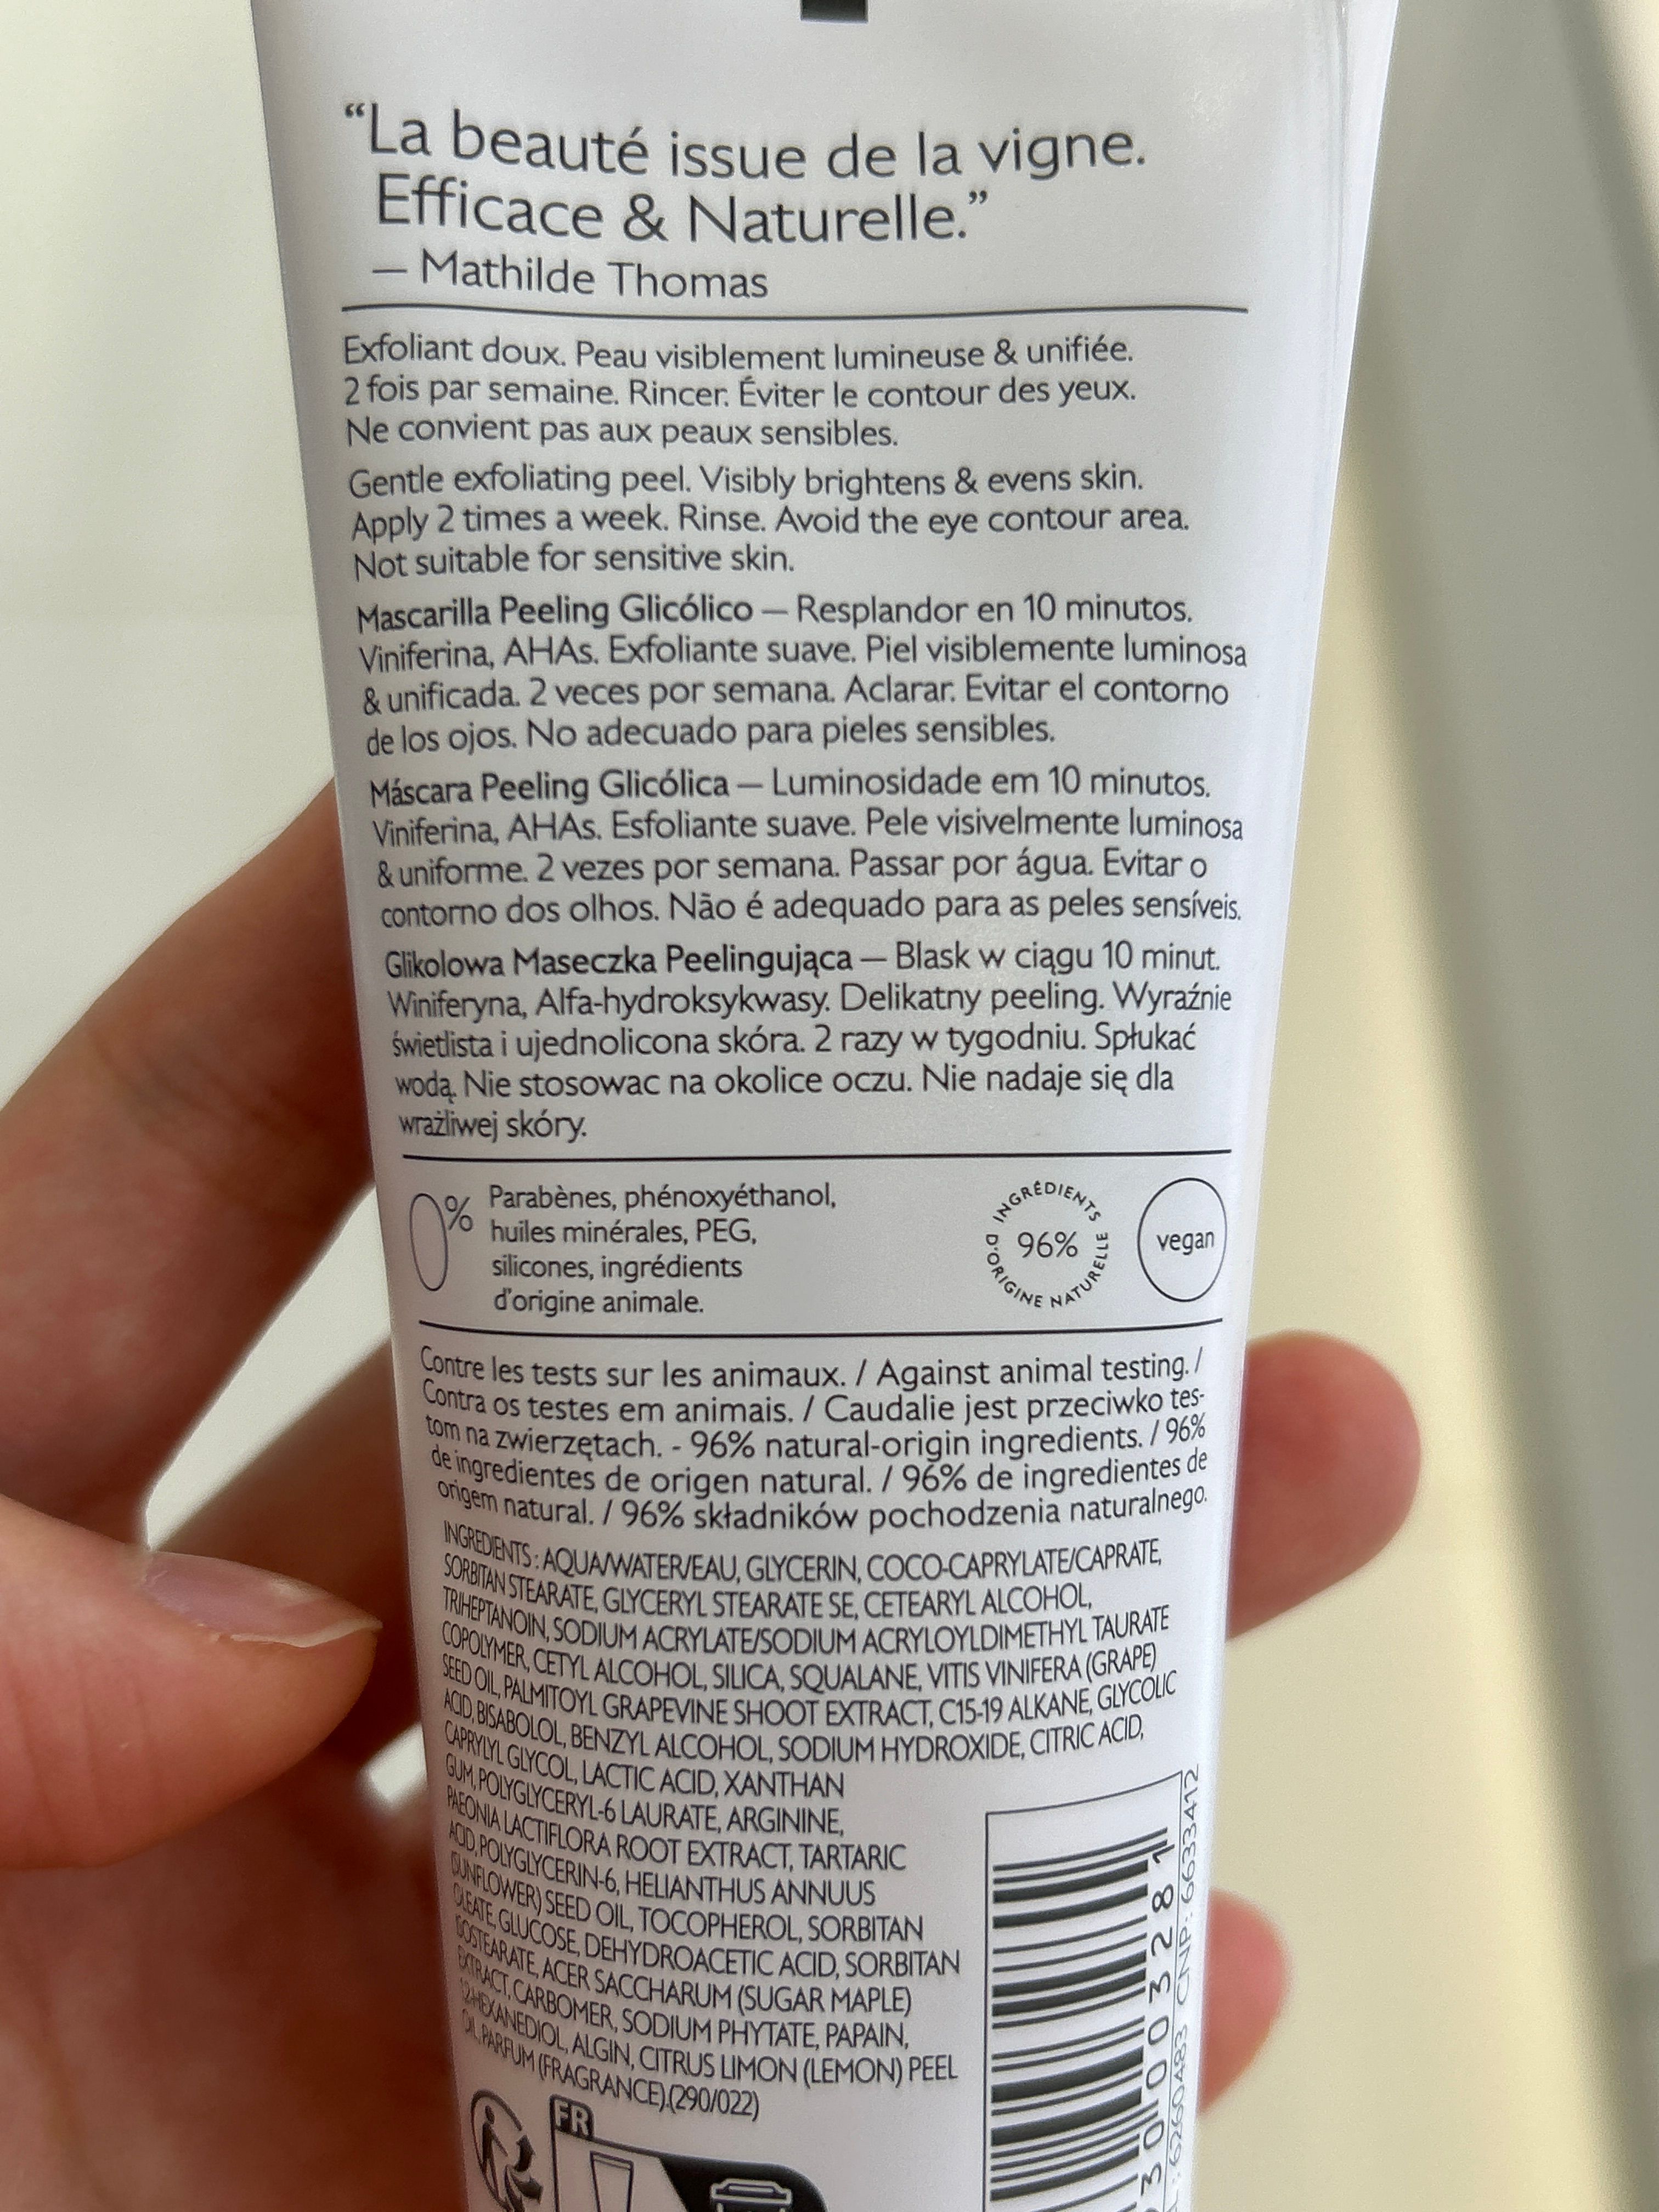 “La beauté issue de la vigne.
Efficace & Naturelle.”
— Mathilde Thomas
Exfoliant doux. Peau visiblement lumineuse & unifiée.
2 fois par semaine. Rincer. Éviter le contour des yeux.
Ne convient pas aux peaux sensibles.
Gentle exfoliating peel. Visibly brightens & evens skin.
Apply 2 times a week. Rinse. Avoid the eye contour area.
Not suitable for sensitive skin.
Mascarilla Peeling Glicólico — Resplandor en 10 minutos.
Viniferina, AHAs. Exfoliante suave. Piel visiblemente luminosa
& unificada. 2 veces por semana. Aclarar. Evitar el contorno
de los ojos. No adecuado para pieles sensibles.
Máscara Peeling Glicólica — Luminosidade em 10 minutos.
Viniferina, AHAs. Esfoliante suave. Pele visivelmente luminosa
& uniforme. 2 vezes por semana. Passar por água. Evitar o
contorno dos olhos. Não é adequado para as peles sensíveis.
Glikolowa Maseczka Peelingująca — Blask w ciągu 10 minut.
Winiferyna, Alfa-hydroksykwasy. Delikatny peeling. Wyraźnie
świetlista i ujednolicona skóra. 2 razy w tygodniu. Spłukać
wodą. Nie stosowac na okolice oczu. Nie nadaje się dla
wrażliwej skóry.
0% Parabènes, phénoxyéthanol,
huiles minérales, PEG,
silicones, ingrédients
d'origine animale.
INGRÉDIENTS D'ORIGINE NATURELLE
96%
vegan
Contre les tests sur les animaux. / Against animal testing. /
Contra os testes em animais. / Caudalie jest przeciwko tes-
tom na zwierzętach. - 96% natural-origin ingredients. / 96%
de ingredientes de origen natural. / 96% de ingredientes de
origem natural. / 96% składników pochodzenia naturalnego.
INGREDIENTS : AQUA/WATER/EAU, GLYCERIN, COCO-CAPRYLATE/CAPRATE,
SORBITAN STEARATE, GLYCERYL STEARATE SE, CETEARYL ALCOHOL,
TRIHEPTANOIN, SODIUM ACRYLATE/SODIUM ACRYLOYLDIMETHYL TAURATE
COPOLYMER, CETYL ALCOHOL, SILICA, SQUALANE, VITIS VINIFERA (GRAPE)
SEED OIL, PALMITOYL GRAPEVINE SHOOT EXTRACT, C15-19 ALKANE, GLYCOLIC
ACID, BISABOLOL, BENZYL ALCOHOL, SODIUM HYDROXIDE, CITRIC ACID,
CAPRYLYL GLYCOL, LACTIC ACID, XANTHAN
GUM, POLYGLYCERYL-6 LAURATE, ARGININE,
PAEONIA LACTIFLORA ROOT EXTRACT, TARTARIC
ACID, POLYGLYCERIN-6, HELIANTHUS ANNUUS
(SUNFLOWER) SEED OIL, TOCOPHEROL, SORBITAN
OLEATE, GLUCOSE, DEHYDROACETIC ACID, SORBITAN
ISOSTEARATE, ACER SACCHARUM (SUGAR MAPLE)
EXTRACT, CARBOMER, SODIUM PHYTATE, PAPAIN,
1,2-HEXANEDIOL, ALGIN, CITRUS LIMON (LEMON) PEEL
OIL, PARFUM (FRAGRANCE).(290/022)
FR
CNP: 6633412